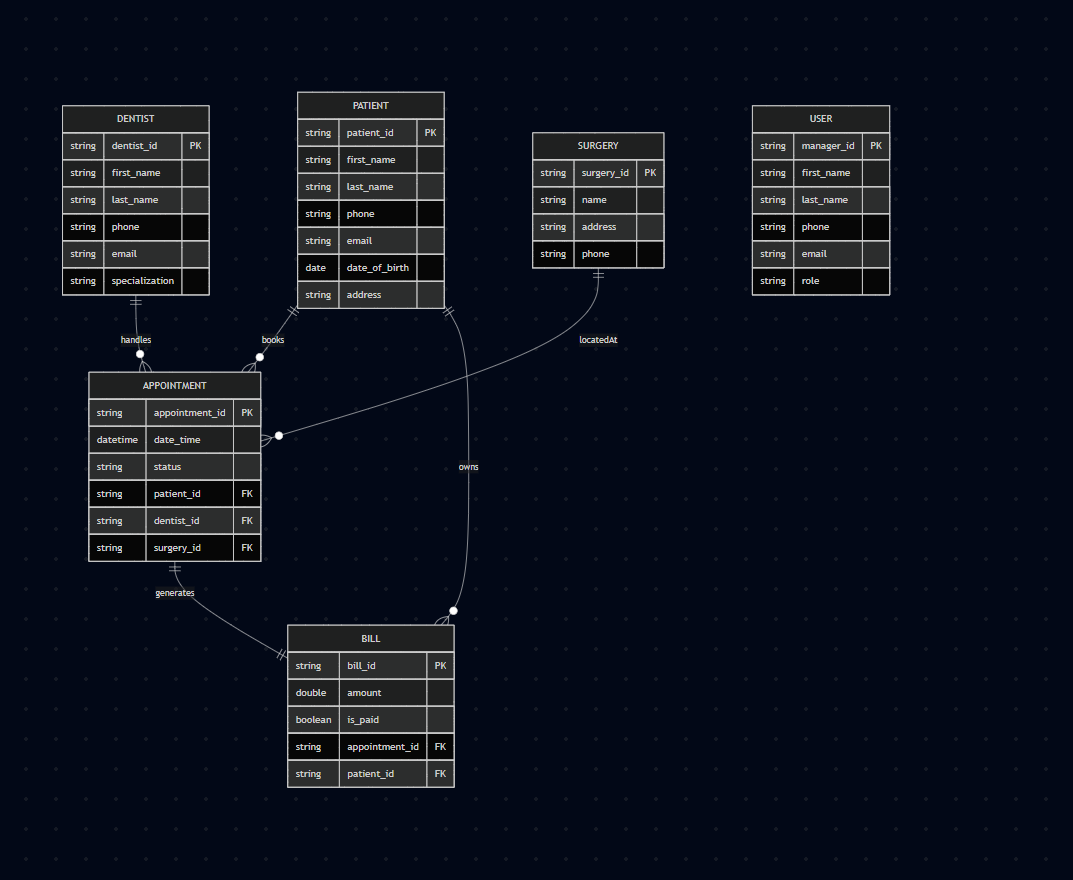 DENTIST
string dentist_id PK
string first_name
string last_name
string phone
string email
string specialization
PATIENT
string patient_id PK
string first_name
string last_name
string phone
string email
date date_of_birth
string address
SURGERY
string surgery_id PK
string name
string address
string phone
USER
string manager_id PK
string first_name
string last_name
string phone
string email
string role
handles
books
locatedAt
APPOINTMENT
string appointment_id PK
datetime date_time
string status
string patient_id FK
string dentist_id FK
string surgery_id FK
owns
generates
BILL
string bill_id PK
double amount
boolean is_paid
string appointment_id FK
string patient_id FK